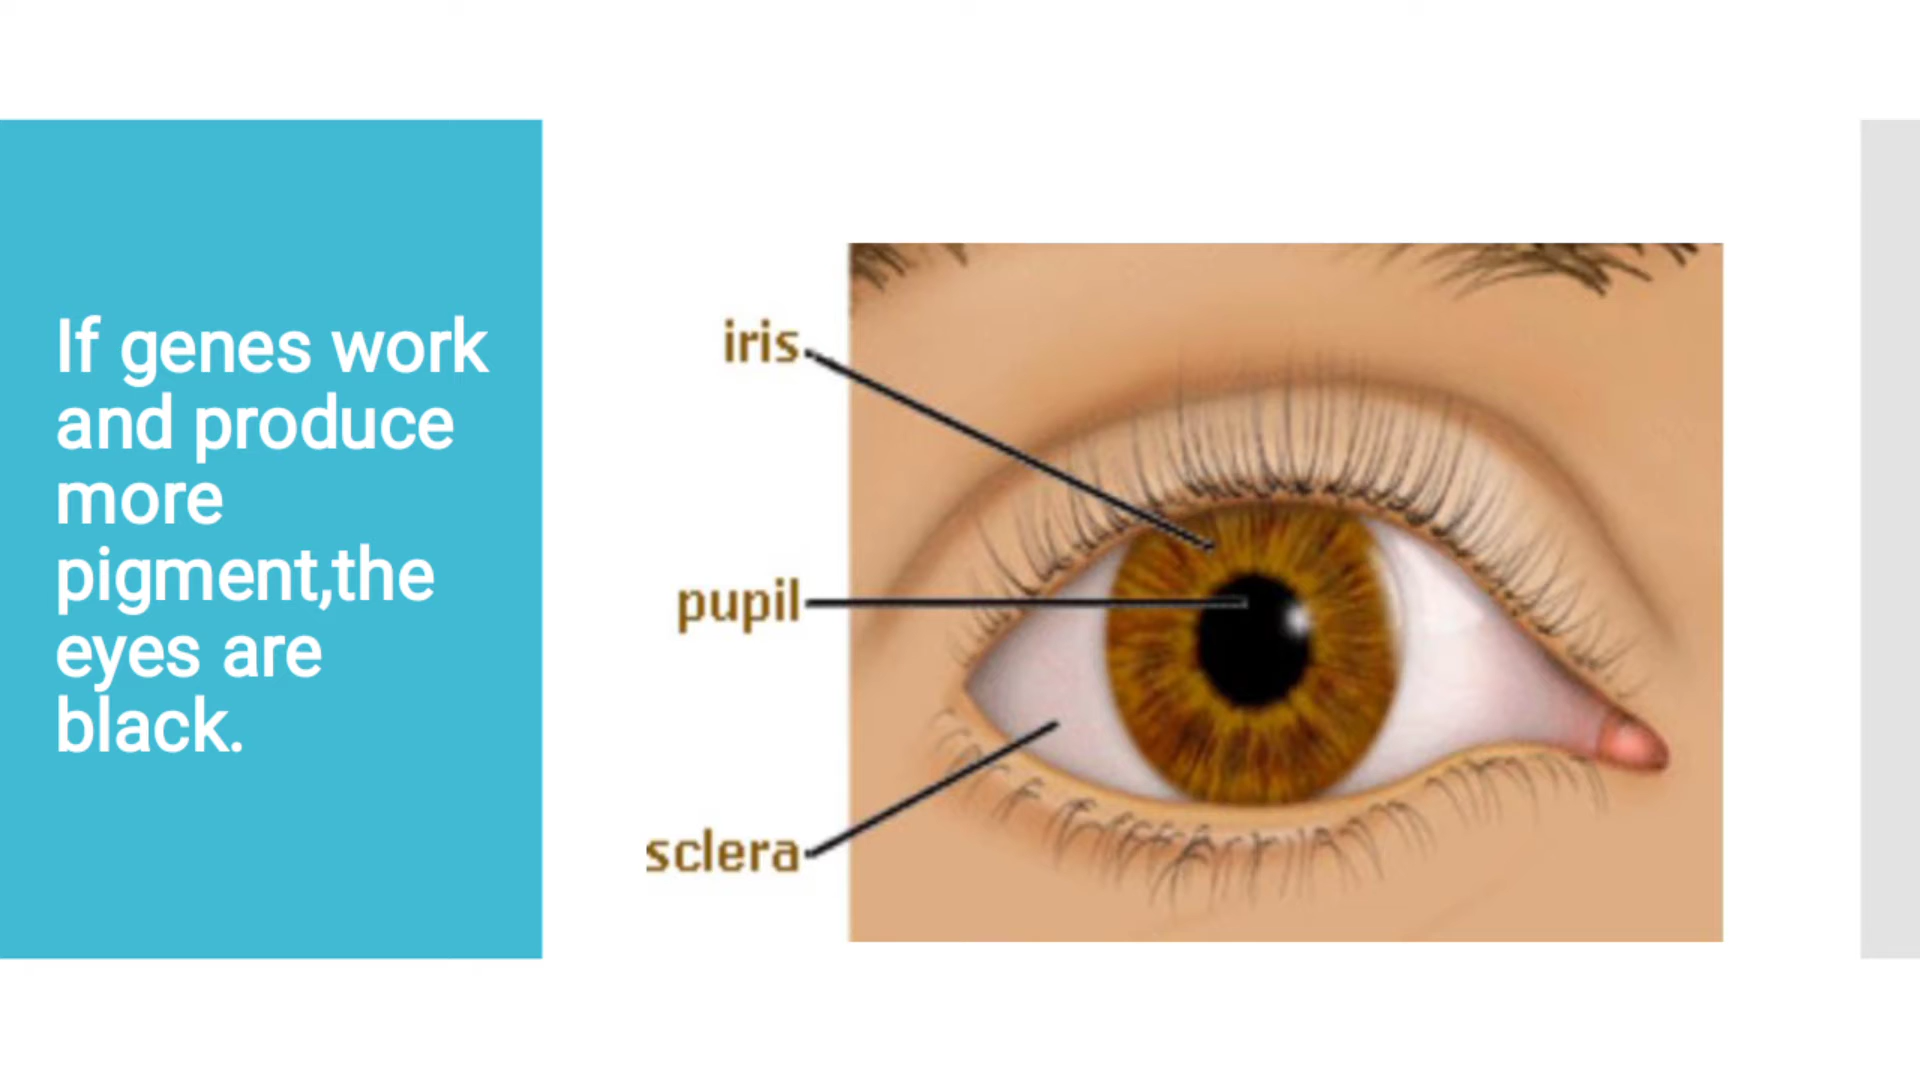 If genes work
and produce
more
pigment,the
eyes are
black.
iris
pupil
sclera